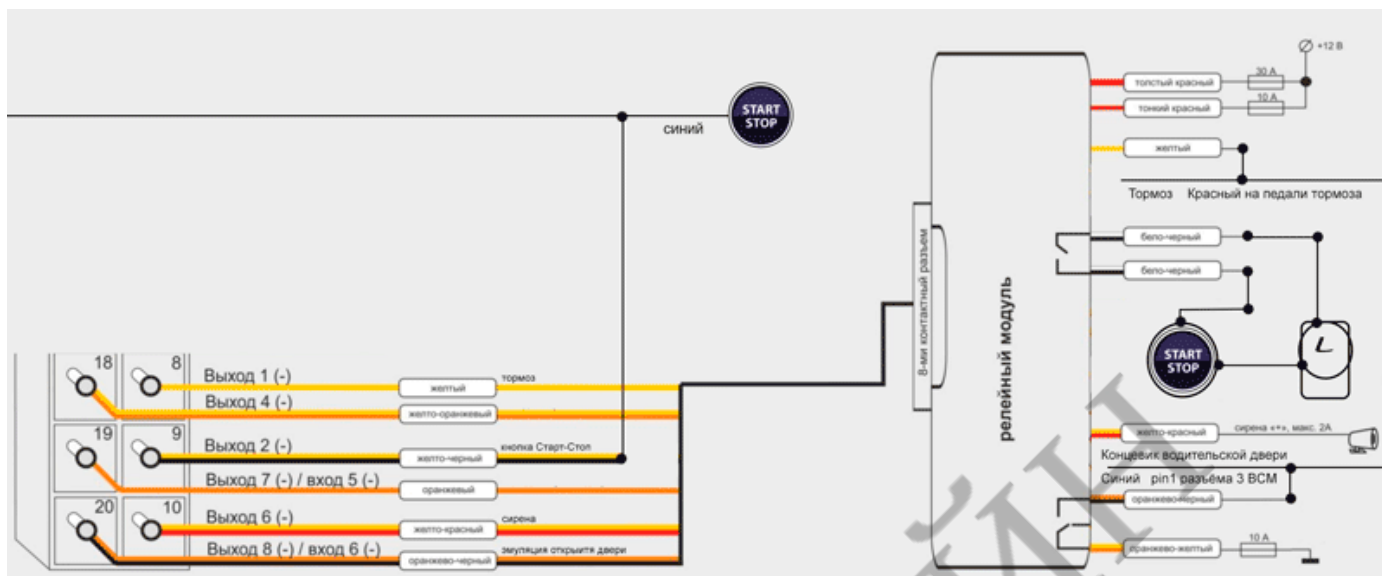 +12 В
30 А
толстый красный
10 А
тонкий красный
START
STOP
синий
желтый
Тормоз Красный на педали тормоза
бело-черный
бело-черный
8-ми контактный разъем
релейный модуль
START
STOP
18
8
Выход 1 (-)
желтый
тормоз
Выход 4 (-)
желто-оранжевый
19
9
Выход 2 (-)
желто-черный
кнопка Старт-Стоп
желто-красный
сирена «+», макс. 2А
Концевик водительской двери
Синий pin1 разъёма 3 BCM
Выход 7 (-) / вход 5 (-)
оранжевый
оранжево-черный
20
10
Выход 6 (-)
желто-красный
сирена
Выход 8 (-) / вход 6 (-)
оранжево-черный
эмуляция открыитя двери
10 А
оранжево-желтый